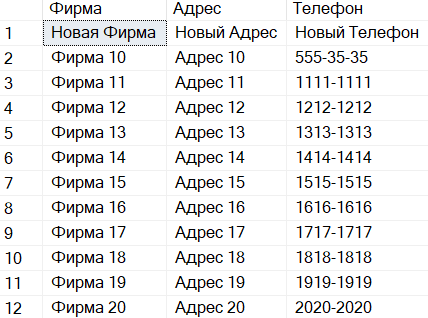 Фирма Адрес Телефон
1 Новая Фирма Новый Адрес Новый Телефон
2 Фирма 10 Адрес 10 555-35-35
3 Фирма 11 Адрес 11 1111-1111
4 Фирма 12 Адрес 12 1212-1212
5 Фирма 13 Адрес 13 1313-1313
6 Фирма 14 Адрес 14 1414-1414
7 Фирма 15 Адрес 15 1515-1515
8 Фирма 16 Адрес 16 1616-1616
9 Фирма 17 Адрес 17 1717-1717
10 Фирма 18 Адрес 18 1818-1818
11 Фирма 19 Адрес 19 1919-1919
12 Фирма 20 Адрес 20 2020-2020